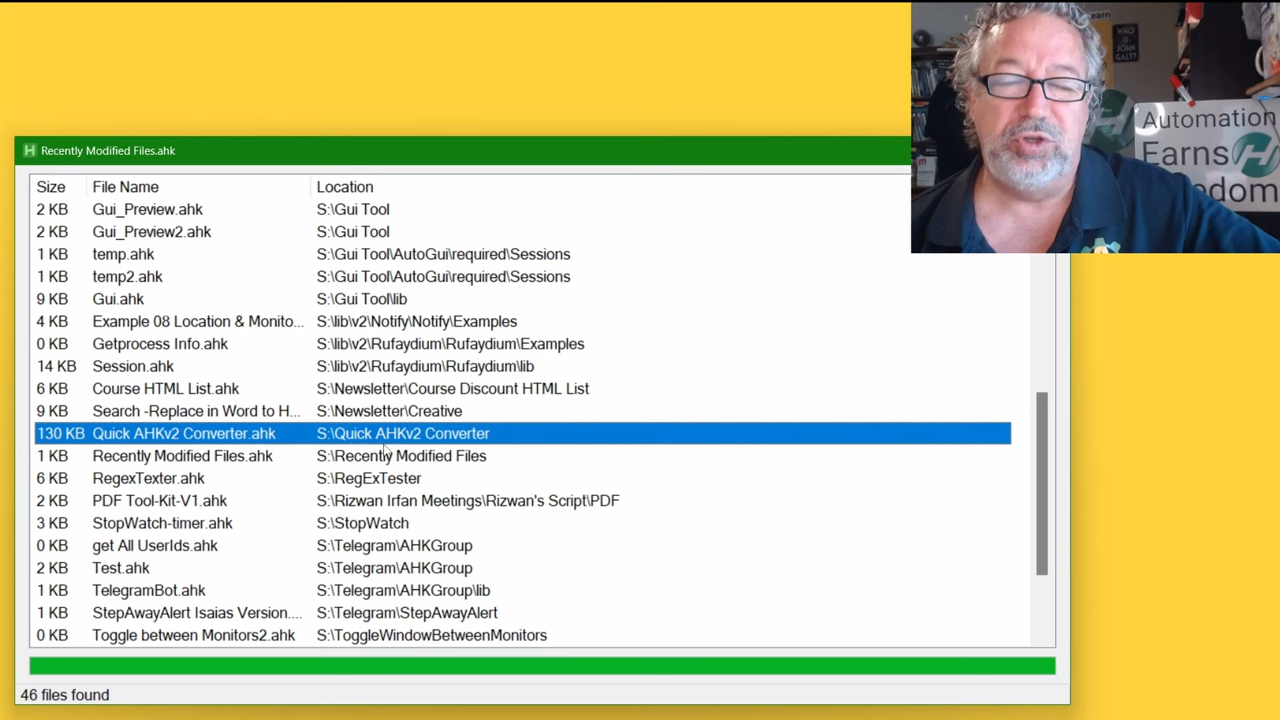 earn
WHO
IS
JOHN
GALT?
Automation
Earns
edom
Recently Modified Files.ahk
Size File Name Location
2 KB Gui_Preview.ahk S:\Gui Tool
2 KB Gui_Preview2.ahk S:\Gui Tool
1 KB temp.ahk S:\Gui Tool\AutoGui\required\Sessions
1 KB temp2.ahk S:\Gui Tool\AutoGui\required\Sessions
9 KB Gui.ahk S:\Gui Tool\lib
4 KB Example 08 Location & Monito... S:\lib\v2\Notify\Notify\Examples
0 KB Getprocess Info.ahk S:\lib\v2\Rufaydium\Rufaydium\Examples
14 KB Session.ahk S:\lib\v2\Rufaydium\Rufaydium\lib
6 KB Course HTML List.ahk S:\Newsletter\Course Discount HTML List
9 KB Search -Replace in Word to H... S:\Newsletter\Creative
130 KB Quick AHKv2 Converter.ahk S:\Quick AHKv2 Converter
1 KB Recently Modified Files.ahk S:\Recently Modified Files
6 KB RegexTexter.ahk S:\RegExTester
2 KB PDF Tool-Kit-V1.ahk S:\Rizwan Irfan Meetings\Rizwan's Script\PDF
3 KB StopWatch-timer.ahk S:\StopWatch
0 KB get All UserIds.ahk S:\Telegram\AHKGroup
2 KB Test.ahk S:\Telegram\AHKGroup
1 KB TelegramBot.ahk S:\Telegram\AHKGroup\lib
1 KB StepAwayAlert Isaias Version.... S:\Telegram\StepAwayAlert
0 KB Toggle between Monitors2.ahk S:\ToggleWindowBetweenMonitors
46 files found